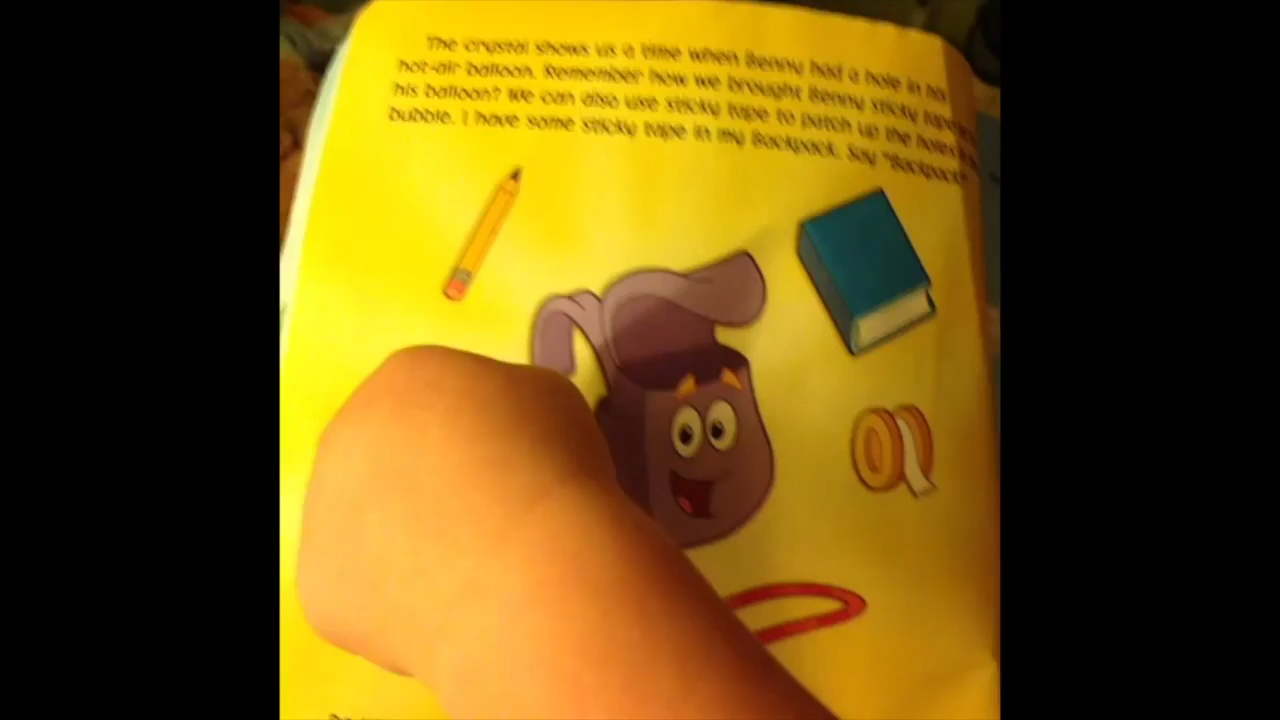 The crystal shows us a time when Benny had a hole in his
hot-air balloon. Remember how we brought Benny sticky tape
his balloon? We can also use sticky tape to patch up the holes
bubble. I have some sticky tape in my Backpack. Say "Backpack"